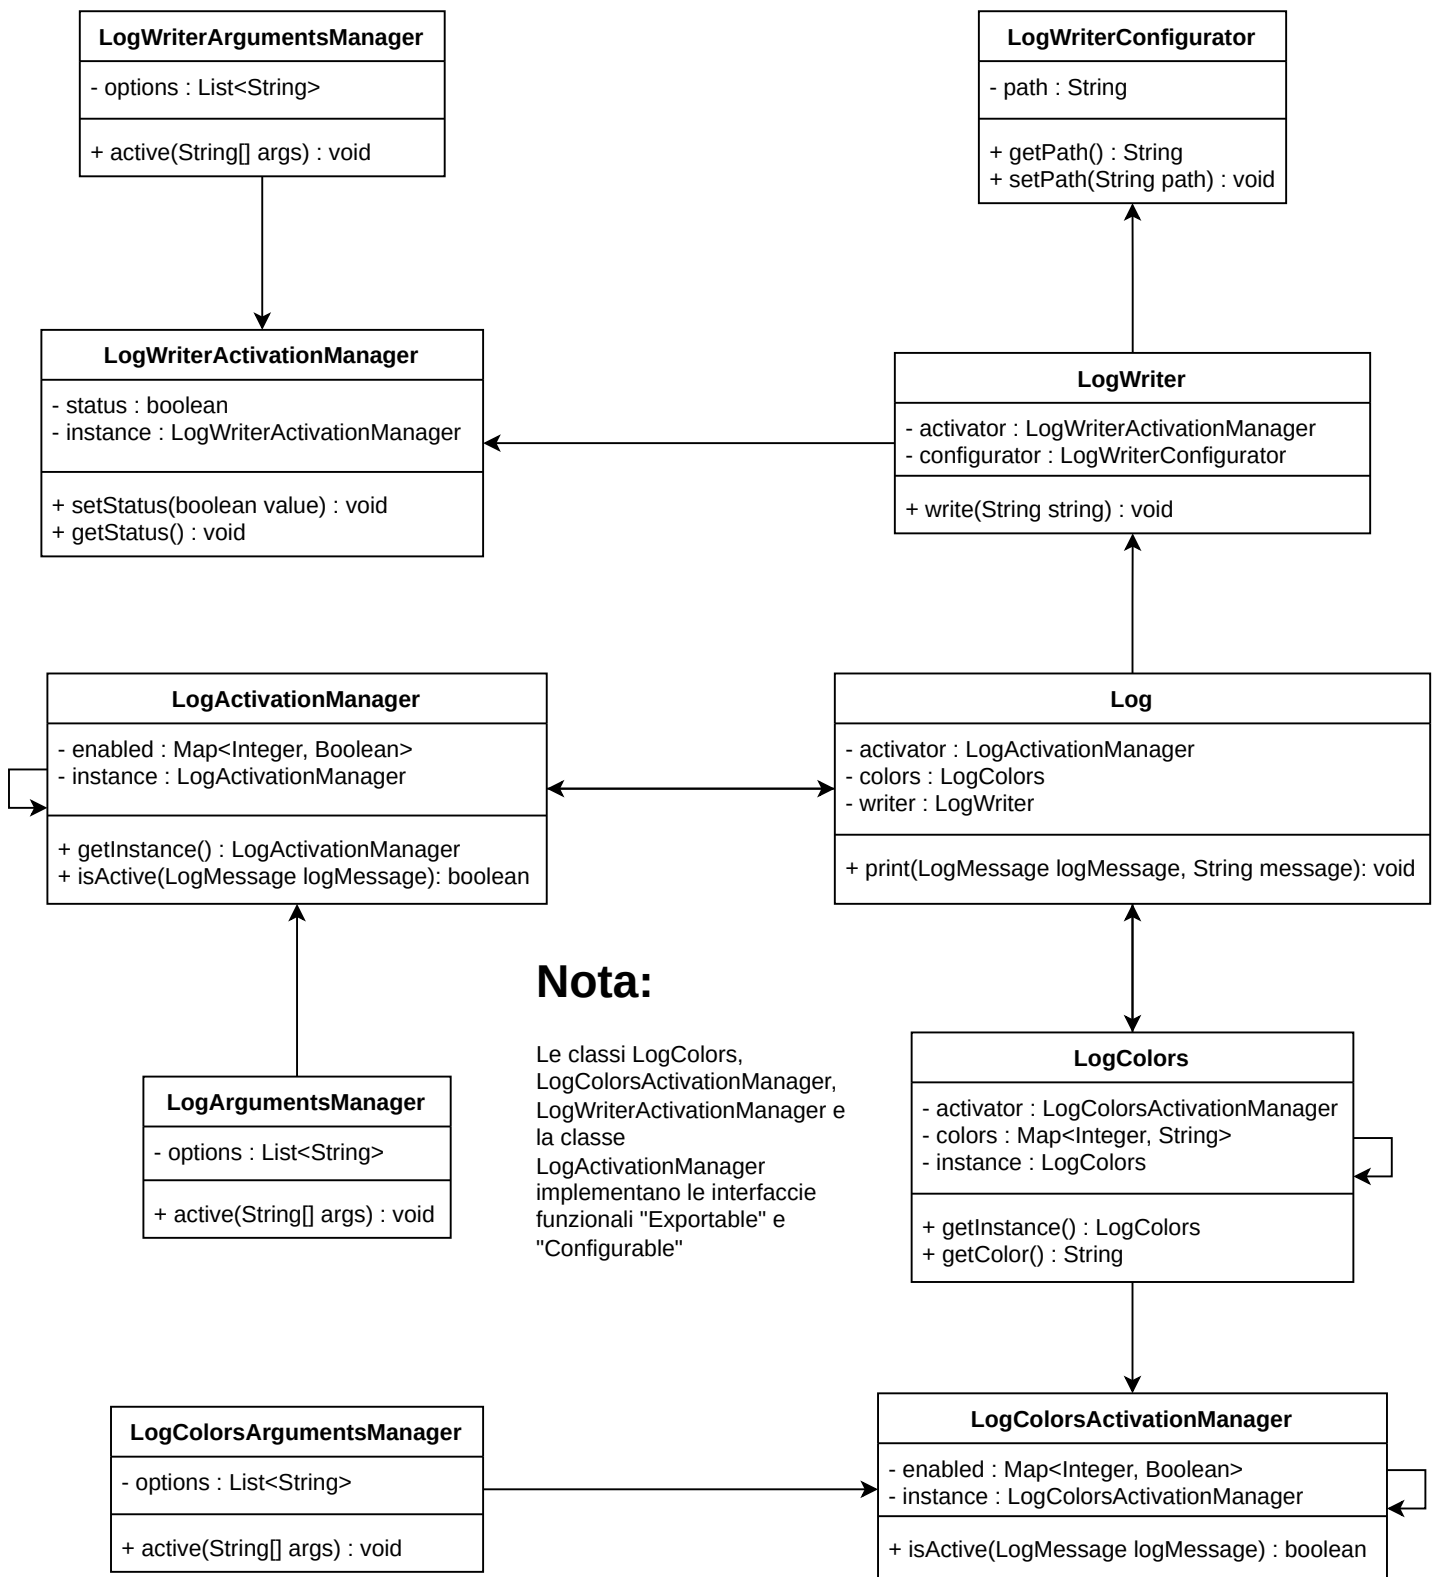 LogWriterArgumentsManager
- options : List<String>
+ active(String[] args) : void
LogWriterConfigurator
- path : String
+ getPath() : String
+ setPath(String path) : void
LogWriterActivationManager
- status : boolean
- instance : LogWriterActivationManager
+ setStatus(boolean value) : void
+ getStatus() : void
LogWriter
- activator : LogWriterActivationManager
- configurator : LogWriterConfigurator
+ write(String string) : void
LogActivationManager
- enabled : Map<Integer, Boolean>
- instance : LogActivationManager
+ getInstance() : LogActivationManager
+ isActive(LogMessage logMessage): boolean
Log
- activator : LogActivationManager
- colors : LogColors
- writer : LogWriter
+ print(LogMessage logMessage, String message): void
LogArgumentsManager
- options : List<String>
+ active(String[] args) : void
Nota:
Le classi LogColors,
LogColorsActivationManager,
LogWriterActivationManager e
la classe
LogActivationManager
implementano le interfaccie
funzionali "Exportable" e
"Configurable"
LogColors
- activator : LogColorsActivationManager
- colors : Map<Integer, String>
- instance : LogColors
+ getInstance() : LogColors
+ getColor() : String
LogColorsArgumentsManager
- options : List<String>
+ active(String[] args) : void
LogColorsActivationManager
- enabled : Map<Integer, Boolean>
- instance : LogColorsActivationManager
+ isActive(LogMessage logMessage) : boolean